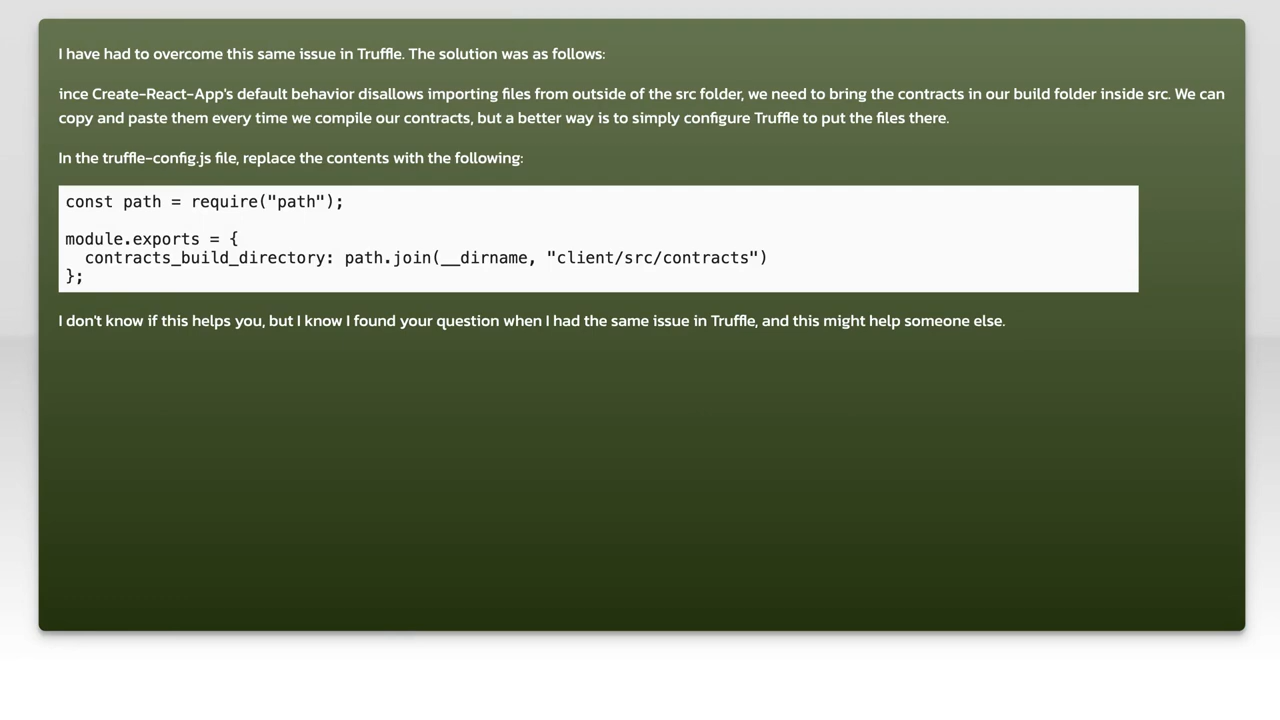 I have had to overcome this same issue in Truffle. The solution was as follows:
ince Create-React-App's default behavior disallows importing files from outside of the src folder, we need to bring the contracts in our build folder inside src. We can
copy and paste them every time we compile our contracts, but a better way is to simply configure Truffle to put the files there.
In the truffle-config.js file, replace the contents with the following:
const path = require("path");
module.exports = {
  contracts_build_directory: path.join(__dirname, "client/src/contracts")
};
I don't know if this helps you, but I know I found your question when I had the same issue in Truffle, and this might help someone else.